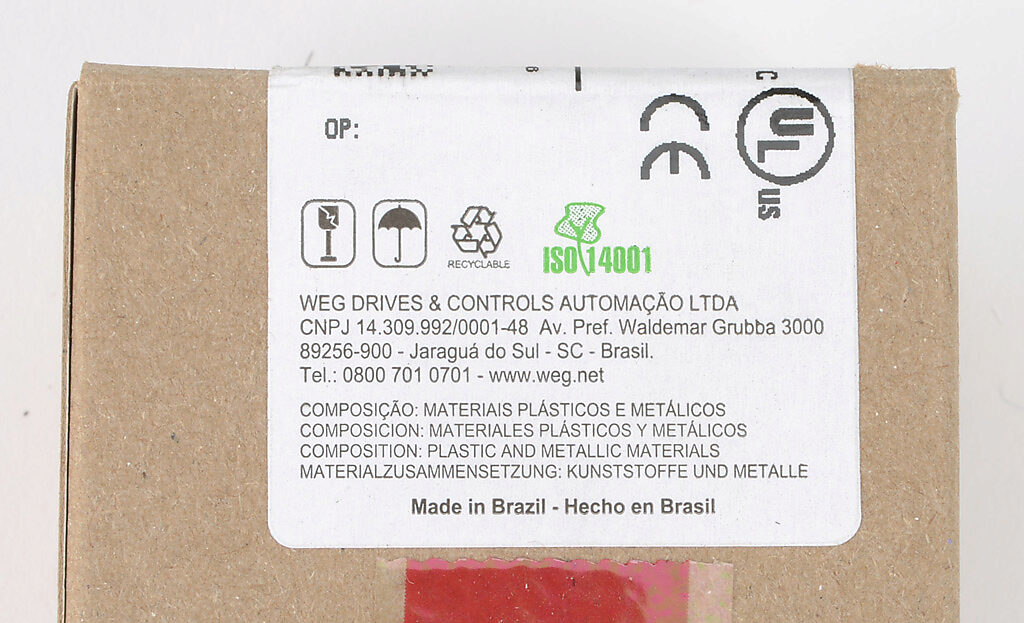 OP:
CE
C UL US
RECYCLABLE
ISO 14001
WEG DRIVES & CONTROLS AUTOMAÇÃO LTDA
CNPJ 14.309.992/0001-48 Av. Pref. Waldemar Grubba 3000
89256-900 - Jaraguá do Sul - SC - Brasil.
Tel.: 0800 701 0701 - www.weg.net
COMPOSIÇÃO: MATERIAIS PLÁSTICOS E METÁLICOS
COMPOSICION: MATERIALES PLÁSTICOS Y METÁLICOS
COMPOSITION: PLASTIC AND METALLIC MATERIALS
MATERIALZUSAMMENSETZUNG: KUNSTSTOFFE UND METALLE
Made in Brazil - Hecho en Brasil